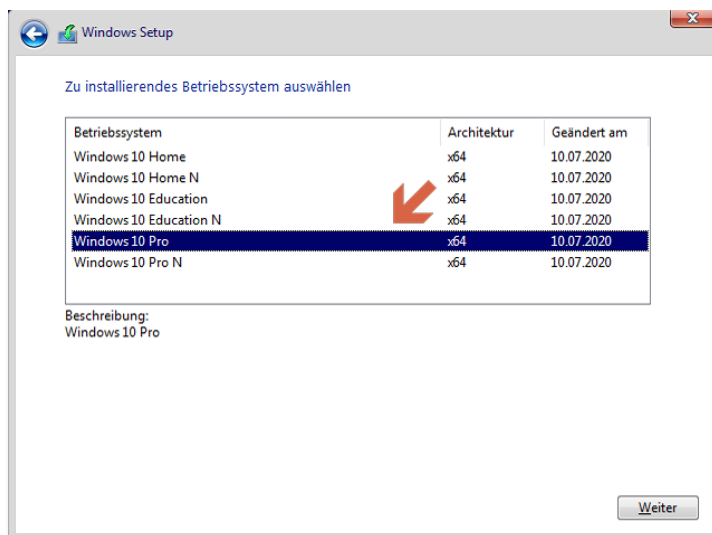 Windows Setup
Zu installierendes Betriebssystem auswählen
Betriebssystem Architektur Geändert am
Windows 10 Home x64 10.07.2020
Windows 10 Home N x64 10.07.2020
Windows 10 Education x64 10.07.2020
Windows 10 Education N x64 10.07.2020
Windows 10 Pro x64 10.07.2020
Windows 10 Pro N x64 10.07.2020
Beschreibung:
Windows 10 Pro
Weiter